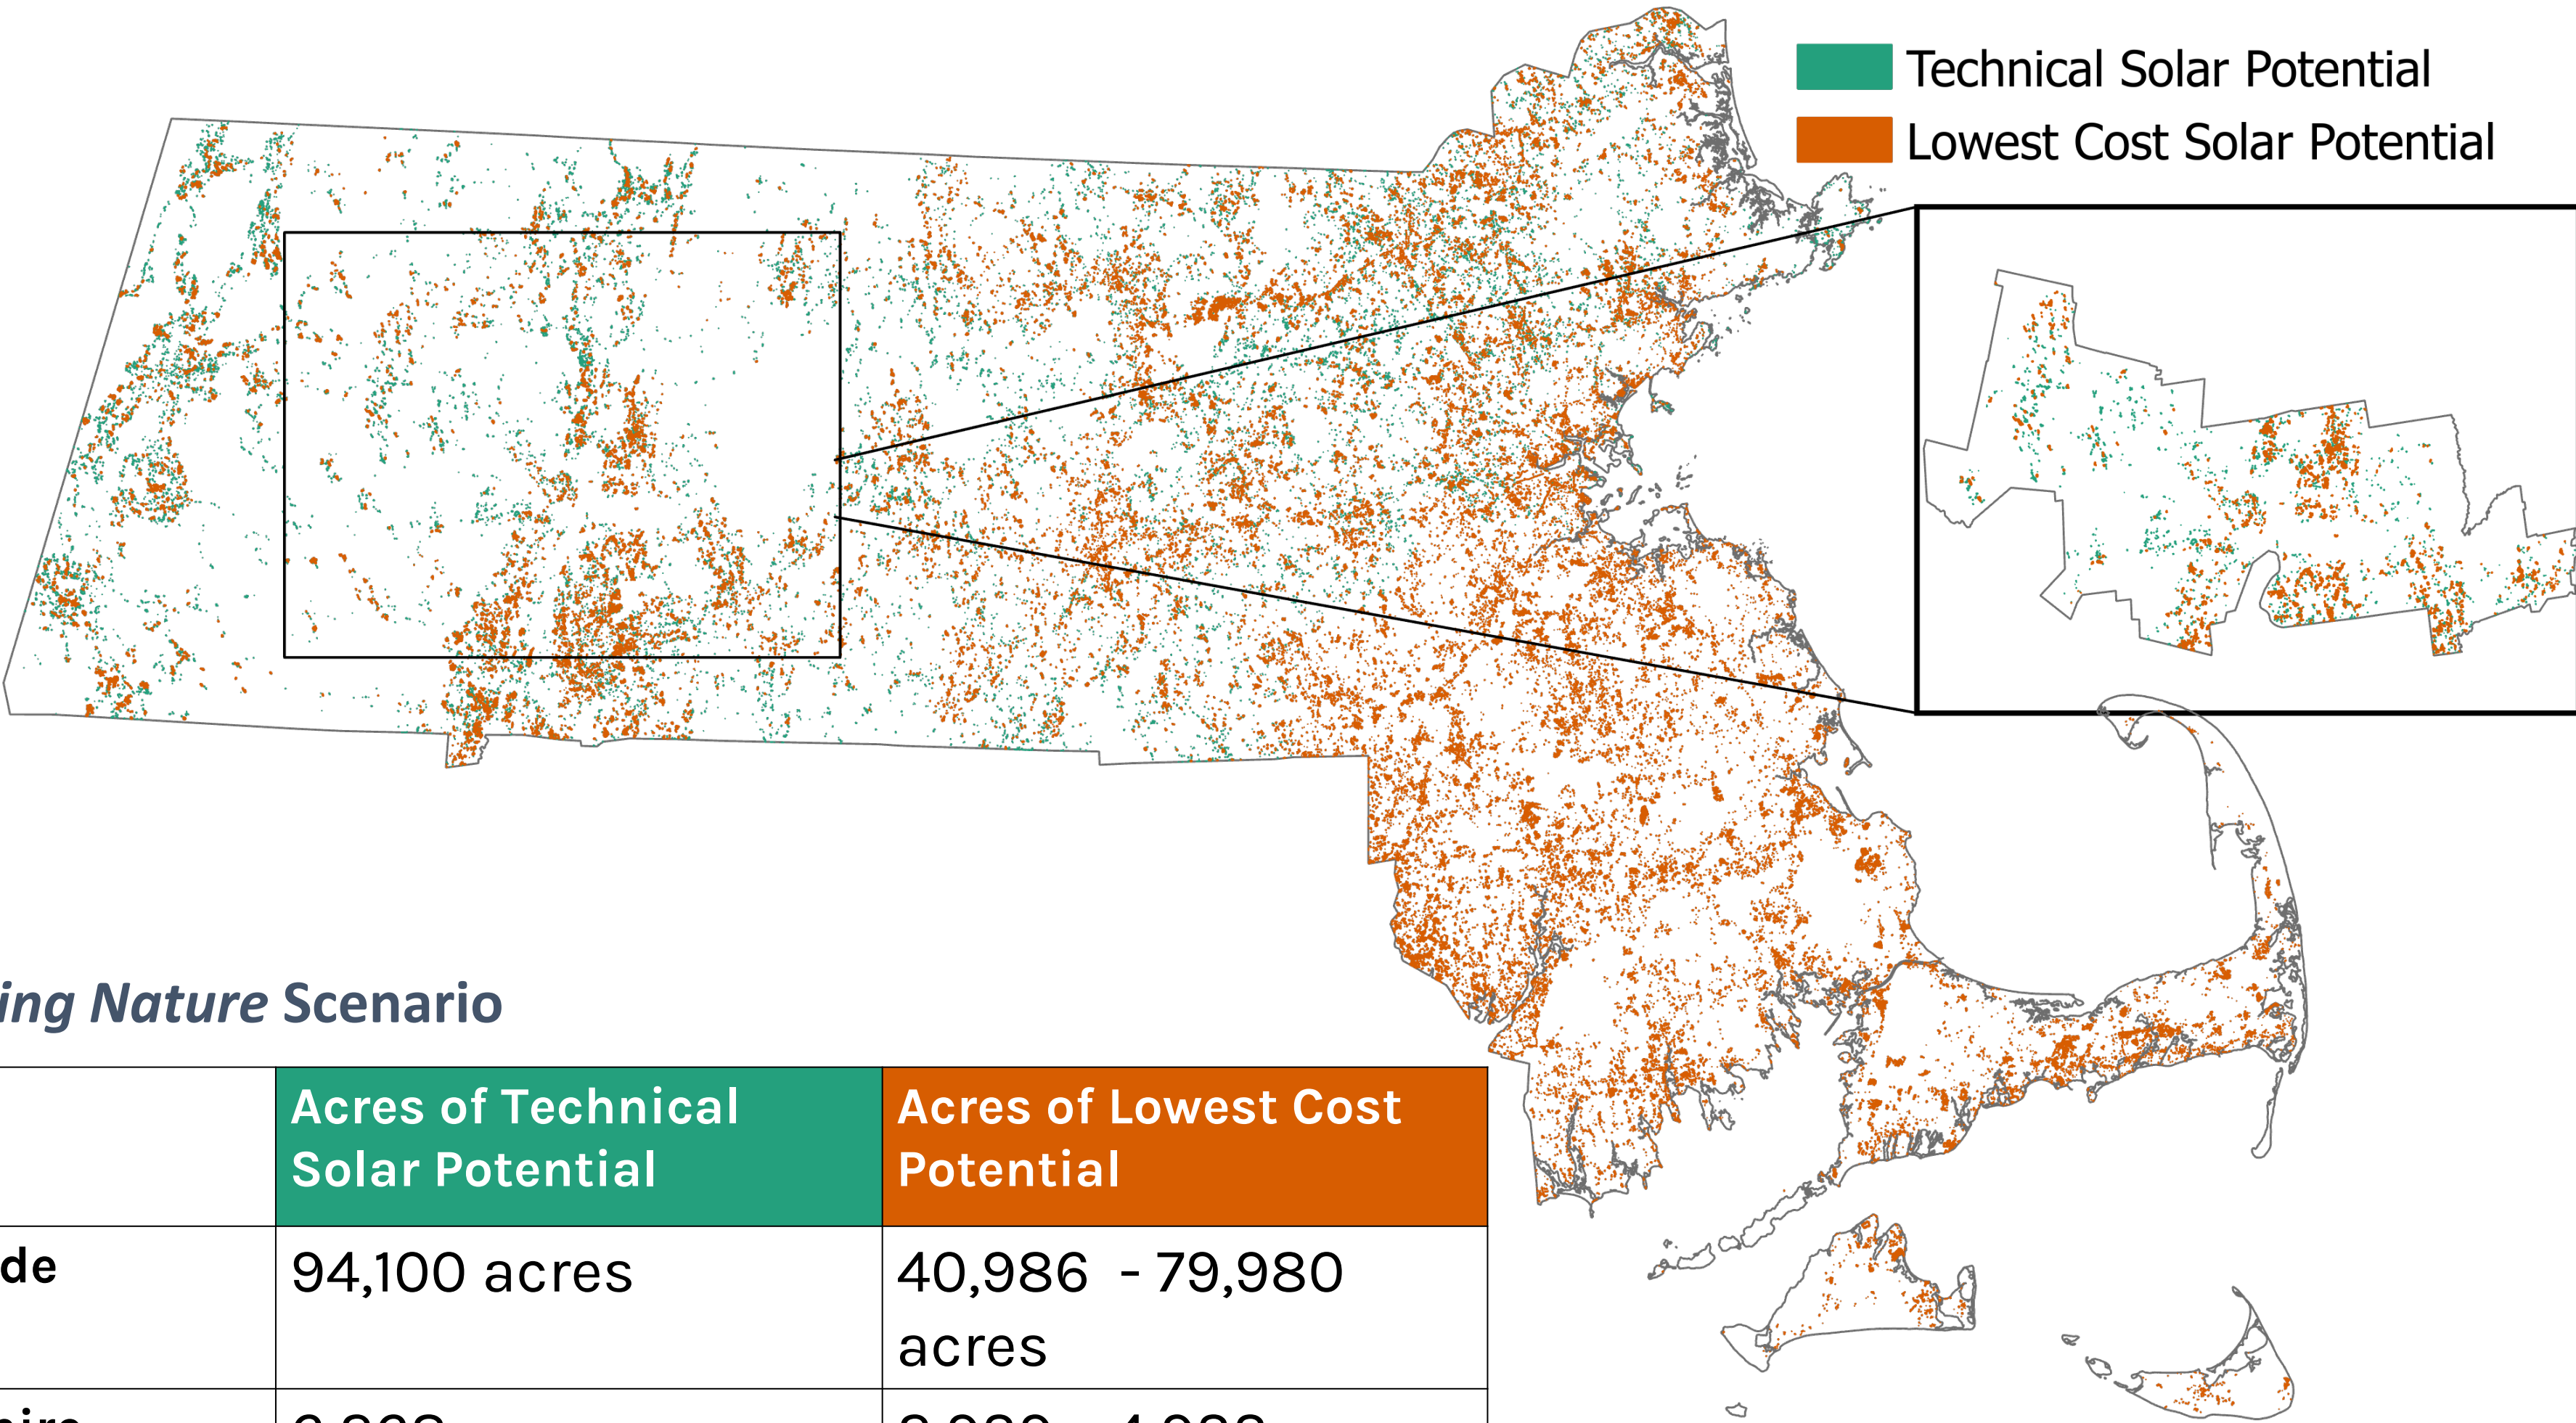 Technical Solar Potential
Lowest Cost Solar Potential
ing Nature Scenario
Acres of Technical
Solar Potential
Acres of Lowest Cost
Potential
de
94,100 acres
40,986 - 79,980
acres